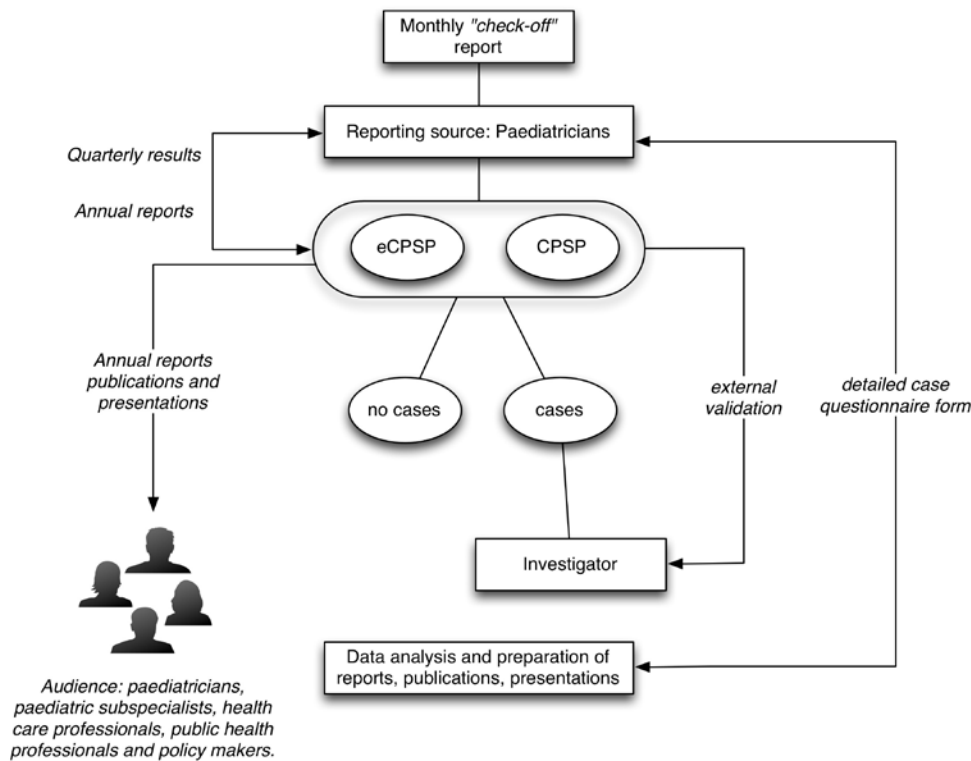 Monthly "check-off"
report
Reporting source: Paediatricians
Quarterly results
Annual reports
eCPSP
CPSP
Annual reports
publications and
presentations
no cases
cases
external
validation
detailed case
questionnaire form
Investigator
Data analysis and preparation of
reports, publications, presentations
Audience: paediatricians,
paediatric subspecialists, health
care professionals, public health
professionals and policy makers.